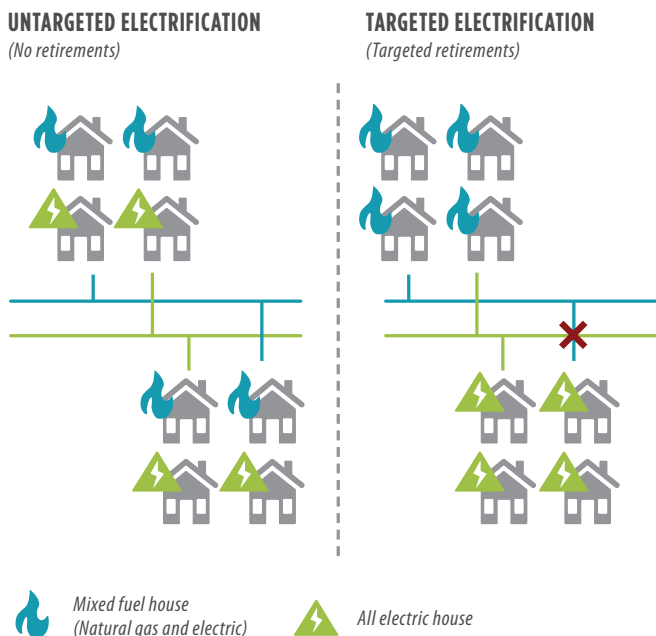 UNTARGETED ELECTRIFICATION
(No retirements)
TARGETED ELECTRIFICATION
(Targeted retirements)
Mixed fuel house
(Natural gas and electric)
All electric house